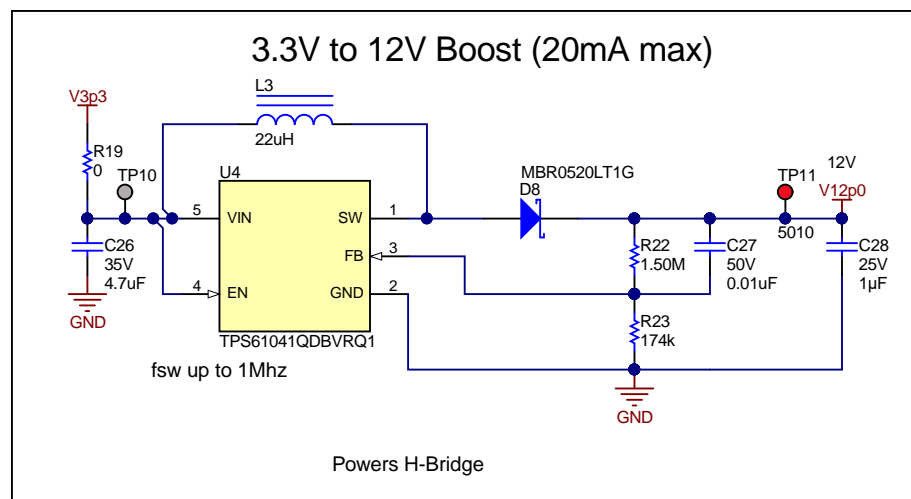 3.3V to 12V Boost (20mA max)
V3p3
R19
0
TP10
C26
35V
4.7uF
GND
L3
22uH
U4
5
VIN
4
EN
SW
1
FB
3
GND
2
TPS61041QDBVRQ1
fsw up to 1Mhz
MBR0520LT1G
D8
R22
1.50M
C27
50V
0.01uF
R23
174k
GND
TP11
5010
12V
V12p0
C28
25V
1µF
Powers H-Bridge